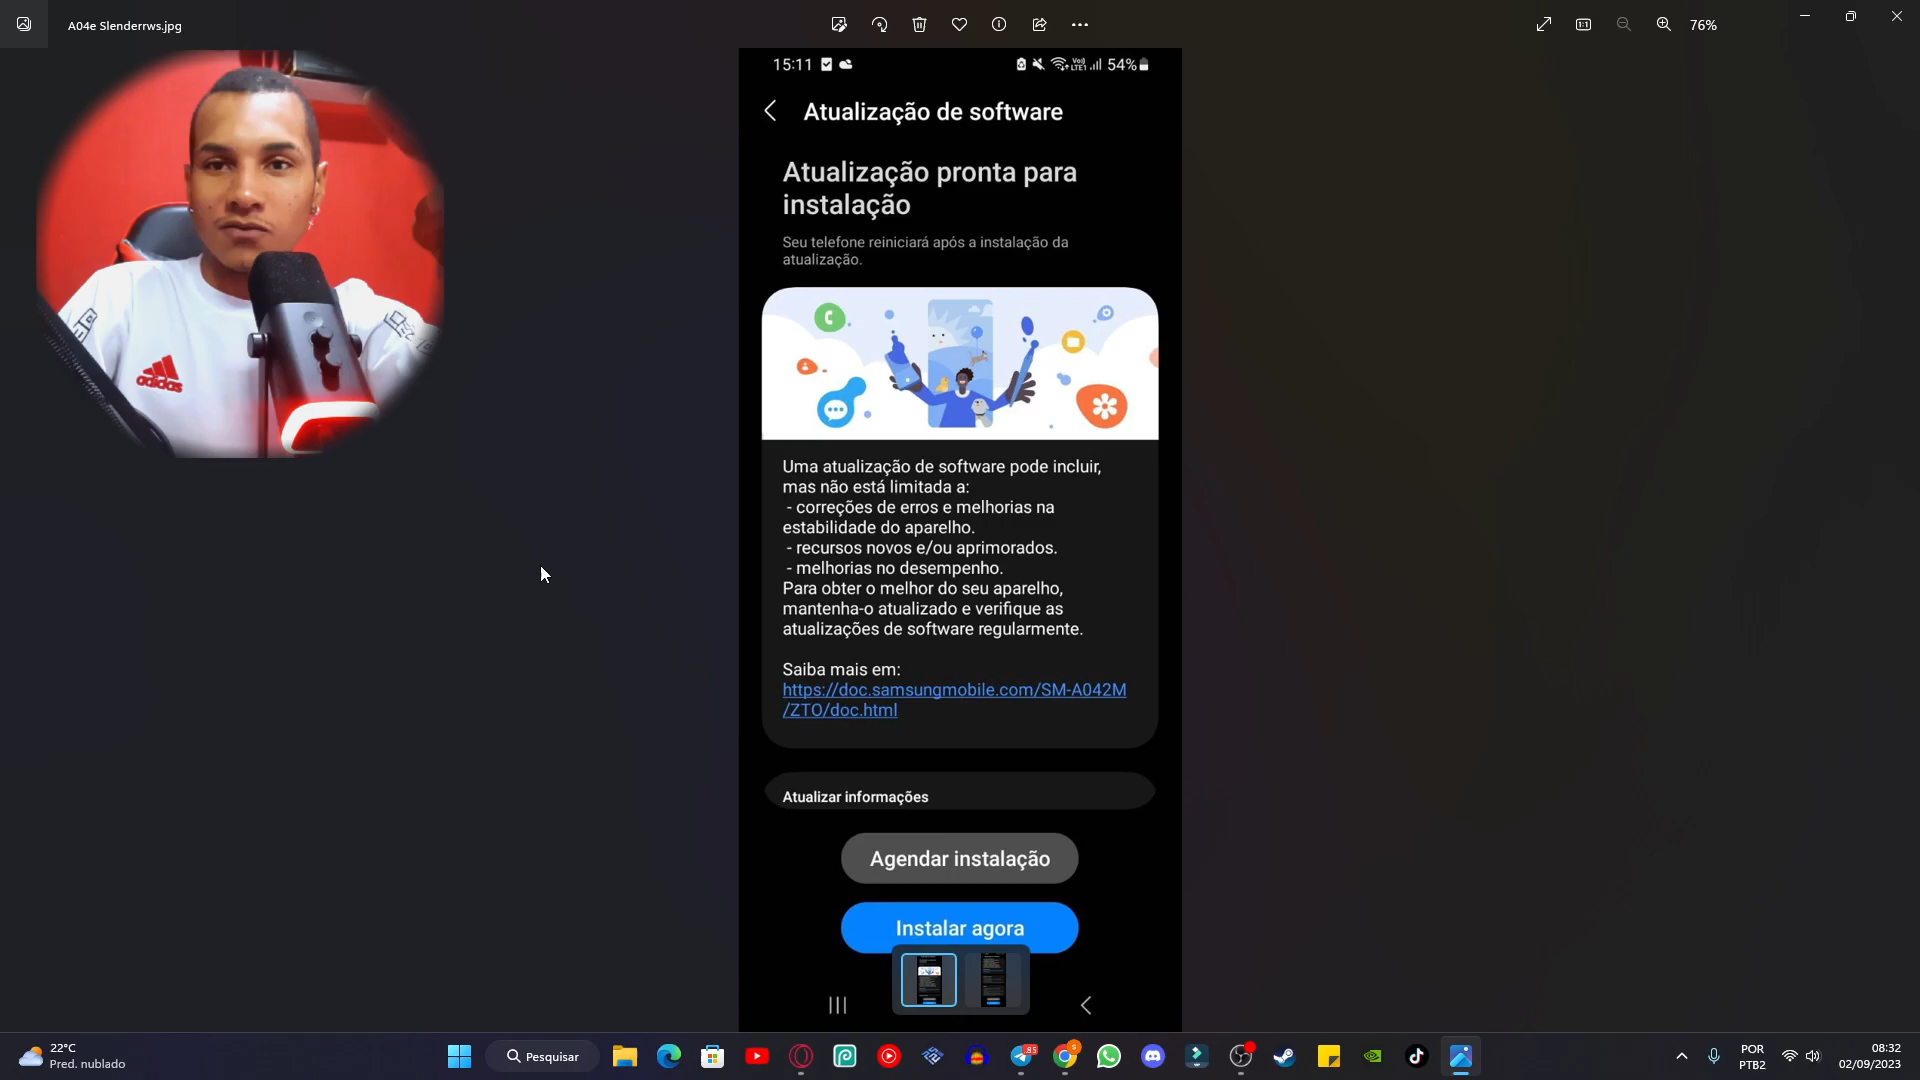 A04e Slenderrws.jpg
76%
15:11
54%
Atualização de software
Atualização pronta para
instalação
Seu telefone reiniciará após a instalação da
atualização.
adidas
Uma atualização de software pode incluir,
mas não está limitada a:
- correções de erros e melhorias na
estabilidade do aparelho.
- recursos novos e/ou aprimorados.
- melhorias no desempenho.
Para obter o melhor do seu aparelho,
mantenha-o atualizado e verifique as
atualizações de software regularmente.
Saiba mais em:
https://doc.samsungmobile.com/SM-A042M
/ZTO/doc.html
Atualizar informações
Agendar instalação
Instalar agora
22°C
Pred. nublado
Pesquisar
85
POR
PTB2
08:32
02/09/2023